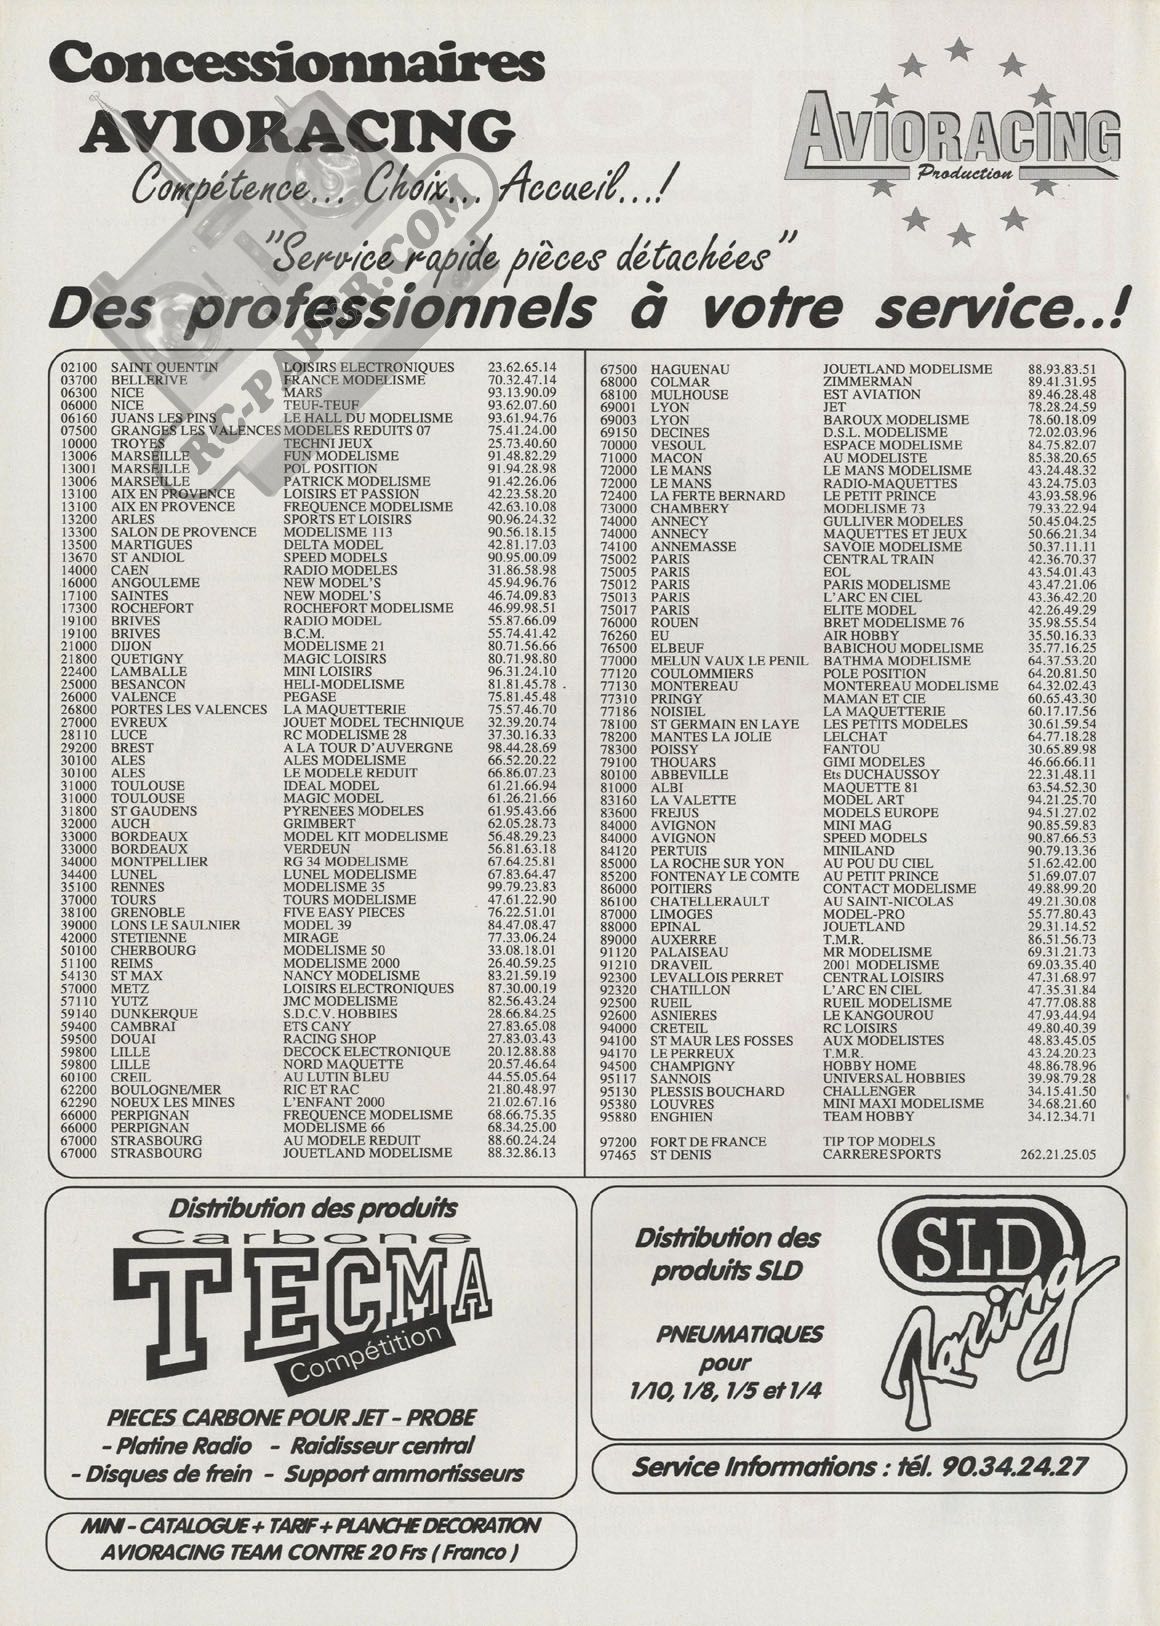 Concessionnaires
AVIORACING
Compétence... Choix... Accueil...!
"Service rapide pièces détachées"
AVIORACING
Production
Des professionnels à votre service..!
RC-PAPER.COM
02100 SAINT QUENTIN LOISIRS ELECTRONIQUES 23.62.65.14
03700 BELLERIVE FRANCE MODELISME 70.32.47.14
06300 NICE MARS 93.13.90.09
06000 NICE TEUF-TEUF 93.62.07.60
06160 JUANS LES PINS LE HALL DU MODELISME 93.61.94.76
07500 GRANGES LES VALENCES MODELES REDUITS 07 75.41.24.00
10000 TROYES TECHNI JEUX 25.73.40.60
13006 MARSEILLE FUN MODELISME 91.48.82.29
13001 MARSEILLE POL POSITION 91.94.28.98
13006 MARSEILLE PATRICK MODELISME 91.42.26.06
13100 AIX EN PROVENCE LOISIRS ET PASSION 42.23.58.20
13100 AIX EN PROVENCE FREQUENCE MODELISME 42.63.10.08
13200 ARLES SPORTS ET LOISIRS 90.96.24.32
13300 SALON DE PROVENCE MODELISME 113 90.56.18.15
13500 MARTIGUES DELTA MODEL 42.81.17.03
13670 ST ANDIOL SPEED MODELS 90.95.00.09
14000 CAEN RADIO MODELES 31.86.58.98
16000 ANGOULEME NEW MODEL'S 45.94.96.76
17100 SAINTES NEW MODEL'S 46.74.09.83
17300 ROCHEFORT ROCHEFORT MODELISME 46.99.98.51
19100 BRIVES RADIO MODEL 55.87.66.09
19100 BRIVES B.C.M. 55.74.41.42
21000 DIJON MODELISME 21 80.71.56.66
21800 QUETIGNY MAGIC LOISIRS 80.71.98.80
22400 LAMBALLE MINI LOISIRS 96.31.24.10
25000 BESANCON HELI-MODELISME 81.81.45.78
26000 VALENCE PEGASE 75.81.45.48
26800 PORTES LES VALENCES LA MAQUETTERIE 75.57.46.70
27000 EVREUX JOUET MODEL TECHNIQUE 32.39.20.74
28110 LUCE RC MODELISME 28 37.30.16.33
29200 BREST A LA TOUR D'AUVERGNE 98.44.28.69
30100 ALES ALES MODELISME 66.52.20.22
30100 ALES LE MODELE REDUIT 66.86.07.23
31000 TOULOUSE IDEAL MODEL 61.21.66.94
31000 TOULOUSE MAGIC MODEL 61.26.21.66
31800 ST GAUDENS PYRENEES MODELES 61.95.43.66
32000 AUCH GRIMBERT 62.05.28.73
33000 BORDEAUX MODEL KIT MODELISME 56.48.29.23
33000 BORDEAUX VERDEUN 56.81.63.18
34000 MONTPELLIER RG 34 MODELISME 67.64.25.81
34400 LUNEL LUNEL MODELISME 67.83.64.47
35100 RENNES MODELISME 35 99.79.23.83
37000 TOURS TOURS MODELISME 47.61.22.90
38100 GRENOBLE FIVE EASY PIECES 76.22.51.01
39000 LONS LE SAULNIER MODEL 39 84.47.08.47
42000 STETIENNE MIRAGE 77.33.06.24
50100 CHERBOURG MODELISME 50 33.08.18.01
51100 REIMS MODELISME 2000 26.40.59.25
54130 ST MAX NANCY MODELISME 83.21.59.19
57000 METZ LOISIRS ELECTRONIQUES 87.30.00.19
57110 YUTZ JMC MODELISME 82.56.43.24
59140 DUNKERQUE S.D.C.V. HOBBIES 28.66.84.25
59400 CAMBRAI ETS CANY 27.83.65.08
59500 DOUAI RACING SHOP 27.83.03.43
59800 LILLE DECOCK ELECTRONIQUE 20.12.88.88
59800 LILLE NORD MAQUETTE 20.57.46.64
60100 CREIL AU LUTIN BLEU 44.55.05.64
62200 BOULOGNE/MER RIC ET RAC 21.80.48.97
62290 NOEUX LES MINES L'ENFANT 2000 21.02.67.16
66000 PERPIGNAN FREQUENCE MODELISME 68.66.75.35
66000 PERPIGNAN MODELISME 66 68.34.25.00
67000 STRASBOURG AU MODELE REDUIT 88.60.24.24
67000 STRASBOURG JOUETLAND MODELISME 88.32.86.13
67500 HAGUENAU JOUETLAND MODELISME 88.93.83.51
68000 COLMAR ZIMMERMAN 89.41.31.95
68100 MULHOUSE EST AVIATION 89.46.28.48
69001 LYON JET 78.28.24.59
69003 LYON BAROUX MODELISME 78.60.18.09
69150 DECINES D.S.L. MODELISME 72.02.03.96
70000 VESOUL ESPACE MODELISME 84.75.82.07
71000 MACON AU MODELISTE 85.38.20.65
72000 LE MANS LE MANS MODELISME 43.24.48.32
72000 LE MANS RADIO-MAQUETTES 43.24.75.03
72400 LA FERTE BERNARD LE PETIT PRINCE 43.93.58.96
73000 CHAMBERY MODELISME 73 79.33.22.94
74000 ANNECY GULLIVER MODELES 50.45.04.25
74000 ANNECY MAQUETTES ET JEUX 50.66.21.34
74100 ANNEMASSE SAVOIE MODELISME 50.37.11.11
75002 PARIS CENTRAL TRAIN 42.36.70.37
75005 PARIS EOL 43.54.01.43
75012 PARIS PARIS MODELISME 43.47.21.06
75013 PARIS L'ARC EN CIEL 43.36.42.20
75017 PARIS ELITE MODEL 42.26.49.29
76000 ROUEN BRET MODELISME 76 35.98.55.54
76260 EU AIR HOBBY 35.50.16.33
76500 ELBEUF BABICHOU MODELISME 35.77.16.25
77000 MELUN VAUX LE PENIL BATHMA MODELISME 64.37.53.20
77120 COULOMMIERS POLE POSITION 64.20.81.50
77130 MONTEREAU MONTEREAU MODELISME 64.32.02.43
77310 PRINGY MAMAN ET CIE 60.65.43.30
77186 NOISIEL LA MAQUETTERIE 60.17.17.56
78100 ST GERMAIN EN LAYE LES PETITS MODELES 30.61.59.54
78200 MANTES LA JOLIE LELCHAT 64.77.18.28
78300 POISSY FANTOU 30.65.89.98
79100 THOUARS GIMI MODELES 46.66.66.11
80100 ABBEVILLE Ets DUCHAUSSOY 22.31.48.11
81000 ALBI MAQUETTE 81 63.54.52.30
83160 LA VALETTE MODEL ART 94.21.25.70
83600 FREJUS MODELS EUROPE 94.51.27.02
84000 AVIGNON MINI MAG 90.85.59.83
84000 AVIGNON SPEED MODELS 90.87.66.53
84120 PERTUIS MINILAND 90.79.13.36
85000 LA ROCHE SUR YON AU POU DU CIEL 51.62.42.00
85200 FONTENAY LE COMTE AU PETIT PRINCE 51.69.07.07
86000 POITIERS CONTACT MODELISME 49.88.99.20
86100 CHATELLERAULT AU SAINT-NICOLAS 49.21.30.08
87000 LIMOGES MODEL-PRO 55.77.80.43
88000 EPINAL JOUETLAND 29.31.14.52
89000 AUXERRE T.M.R. 86.51.56.73
91120 PALAISEAU MR MODELISME 69.31.21.73
91210 DRAVEIL 2001 MODELISME 69.03.35.40
92300 LEVALLOIS PERRET CENTRAL LOISIRS 47.31.68.97
92320 CHATILLON L'ARC EN CIEL 47.35.31.84
92500 RUEIL RUEIL MODELISME 47.77.08.88
92600 ASNIERES LE KANGOUROU 47.93.44.94
94000 CRETEIL RC LOISIRS 49.80.40.39
94100 ST MAUR LES FOSSES AUX MODELISTES 48.83.45.05
94170 LE PERREUX T.M.R. 43.24.20.23
94500 CHAMPIGNY HOBBY HOME 48.86.78.96
95117 SANNOIS UNIVERSAL HOBBIES 39.98.79.28
95130 PLESSIS BOUCHARD CHALLENGER 34.15.41.50
95380 LOUVRES MINI MAXI MODELISME 34.68.21.60
95880 ENGHIEN TEAM HOBBY 34.12.34.71
97200 FORT DE FRANCE TIP TOP MODELS
97465 ST DENIS CARRERE SPORTS 262.21.25.05
Distribution des produits
Carbone
TECMA
Compétition
PIECES CARBONE POUR JET - PROBE
- Platine Radio - Raidisseur central
- Disques de frein - Support ammortisseurs
MINI - CATALOGUE + TARIF + PLANCHE DECORATION
AVIORACING TEAM CONTRE 20 Frs ( Franco )
Distribution des
produits SLD
PNEUMATIQUES
pour
1/10, 1/8, 1/5 et 1/4
SLD
Racing
Service Informations : tél. 90.34.24.27